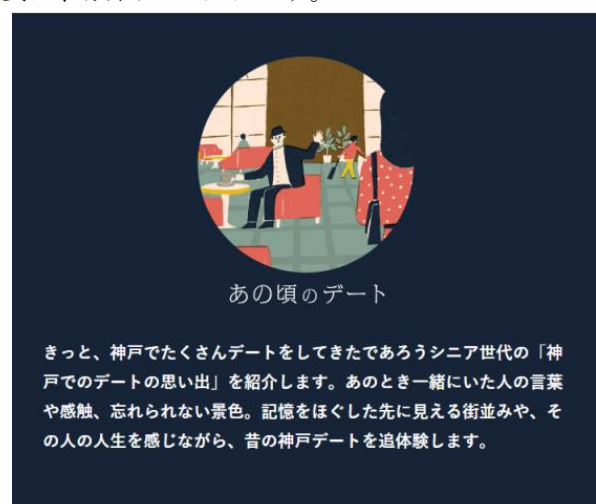 あの頃のデート
きっと、神戸でたくさんデートをしてきたであろうシニア世代の「神
戸でのデートの思い出」を紹介します。あのとき一緒にいた人の言葉
や感触、忘れられない景色。記憶をほぐした先に見える街並みや、そ
の人の人生を感じながら、昔の神戸デートを追体験します。